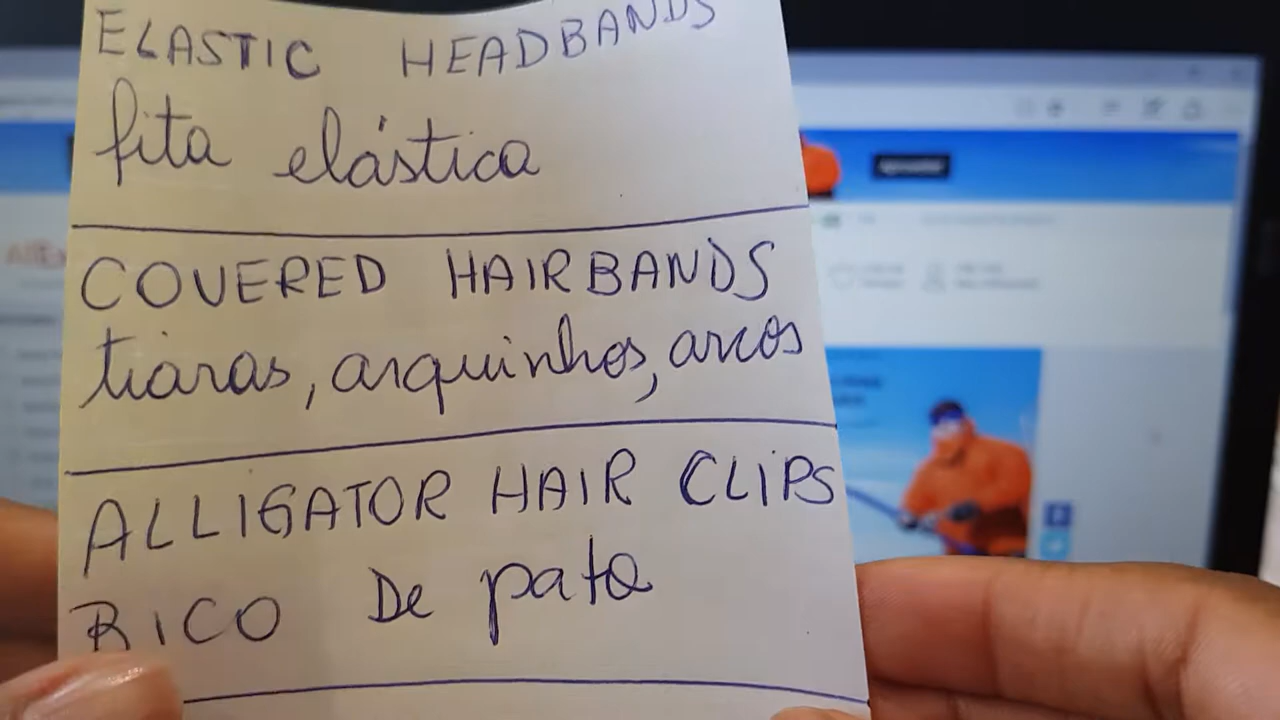 ELASTIC HEADBANDS
fita elástica
COVERED HAIRBANDS
tiaras, arquinhos, arcos
ALLIGATOR HAIR CLIPS
BICO De pato